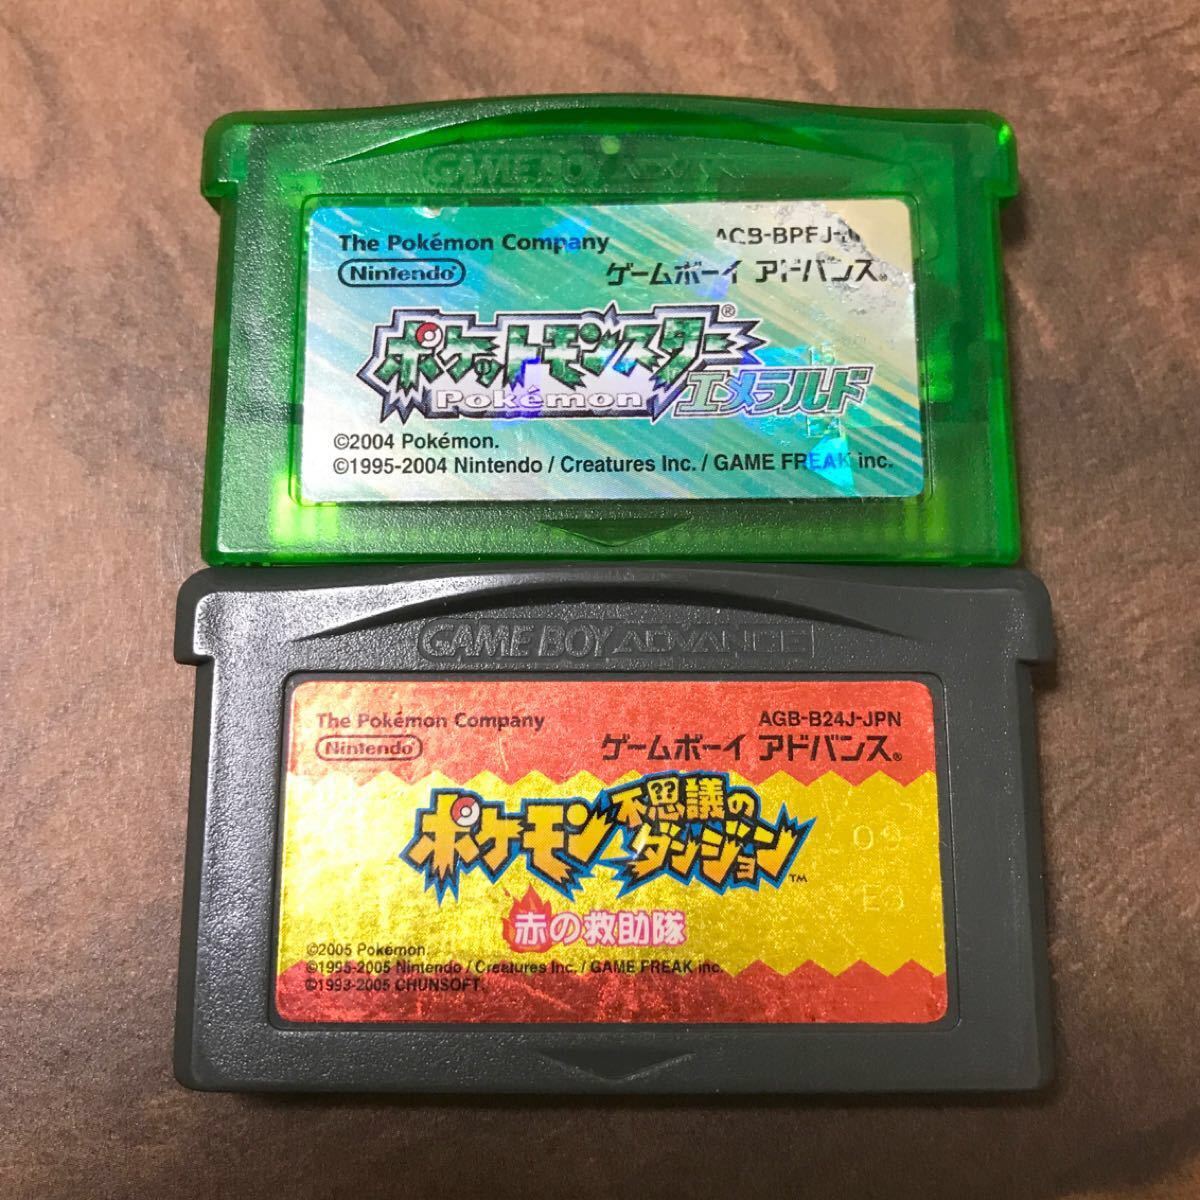 GAME BOY ADVANCE
The Pokémon Company
Nintendo
ゲームボーイ アドバンス®
ポケットモンスター®
Pokémon
エメラルド
©2004 Pokémon.
©1995-2004 Nintendo / Creatures Inc. / GAME FREAK inc.
GAME BOY ADVANCE
The Pokémon Company
AGB-B24J-JPN
Nintendo
ゲームボーイ アドバンス®
ポケモン不思議のダンジョン™
赤の救助隊
©2005 Pokémon.
©1995-2005 Nintendo / Creatures Inc. / GAME FREAK inc.
©1993-2005 CHUNSOFT.